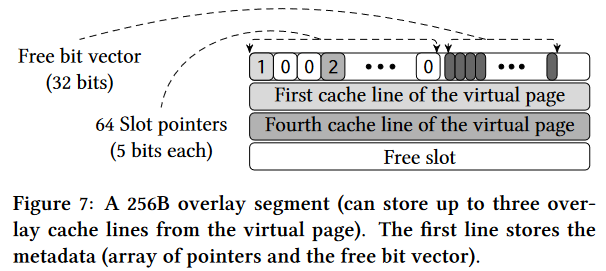 Free bit vector
(32 bits)
64 Slot pointers
(5 bits each)
1 0 0 2 ••• 0 •••
First cache line of the virtual page
Fourth cache line of the virtual page
Free slot
Figure 7: A 256B overlay segment (can store up to three over-
lay cache lines from the virtual page). The first line stores the
metadata (array of pointers and the free bit vector).